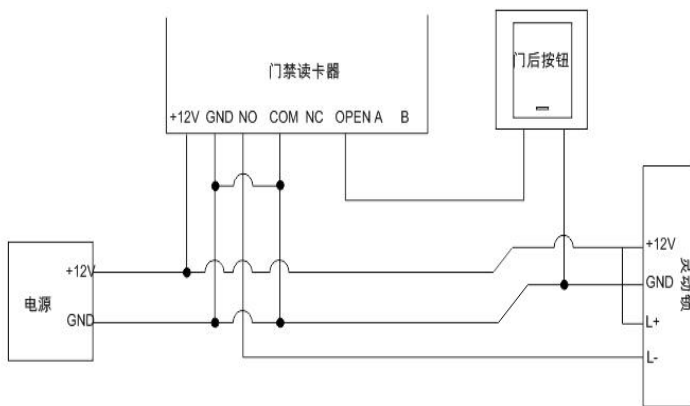 门禁读卡器
门后按钮
+12V GND NO COM NC OPEN A B
+12V
GND
L+
L-
电源
+12V
GND